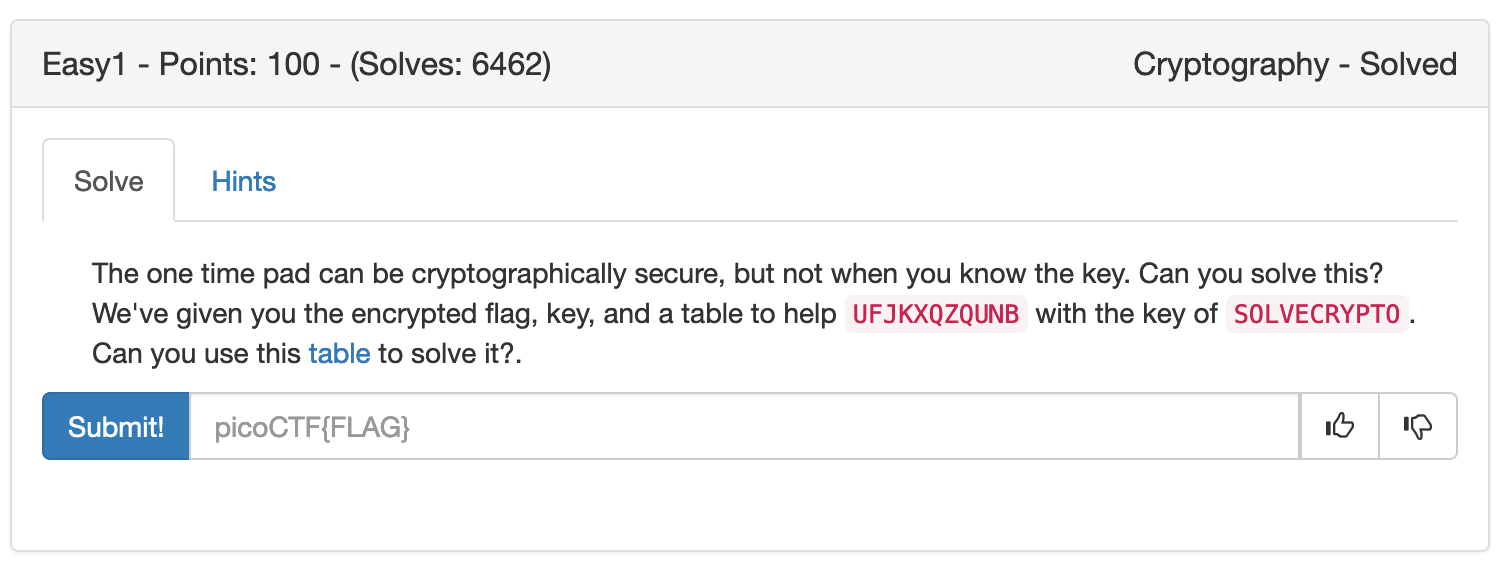 Easy1 - Points: 100 - (Solves: 6462)
Cryptography - Solved
Solve
Hints
The one time pad can be cryptographically secure, but not when you know the key. Can you solve this?
We've given you the encrypted flag, key, and a table to help UFJKXQZQUNB with the key of SOLVECRYPTO.
Can you use this table to solve it?.
Submit!
picoCTF{FLAG}